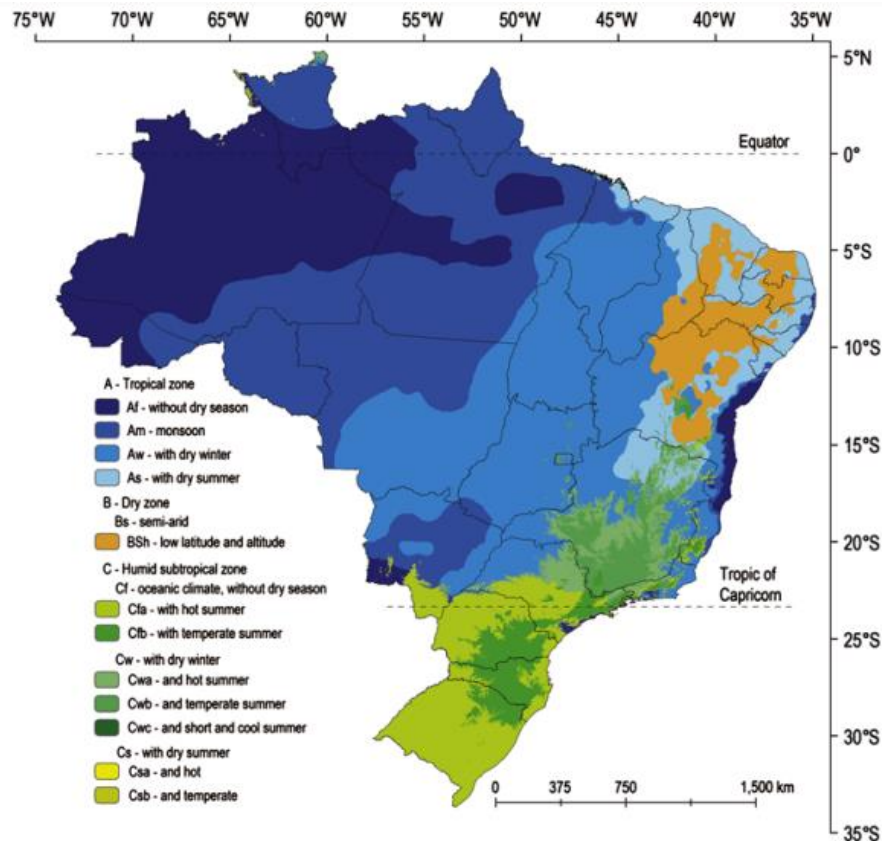 75°W 70°W 65°W 60°W 55°W 50°W 45°W 40°W 35°W
5°N
Equator
0°
5°S
10°S
A - Tropical zone
Af - without dry season
Am - monsoon
Aw - with dry winter
As - with dry summer
15°S
B - Dry zone
Bs - semi-arid
BSh - low latitude and altitude
20°S
C - Humid subtropical zone
Cf - oceanic climate, without dry season
Cfa - with hot summer
Cfb - with temperate summer
Tropic of
Capricorn
25°S
Cw - with dry winter
Cwa - and hot summer
Cwb - and temperate summer
Cwc - and short and cool summer
30°S
Cs - with dry summer
Csa - and hot
Csb - and temperate
0 375 750 1,500 km
35°S